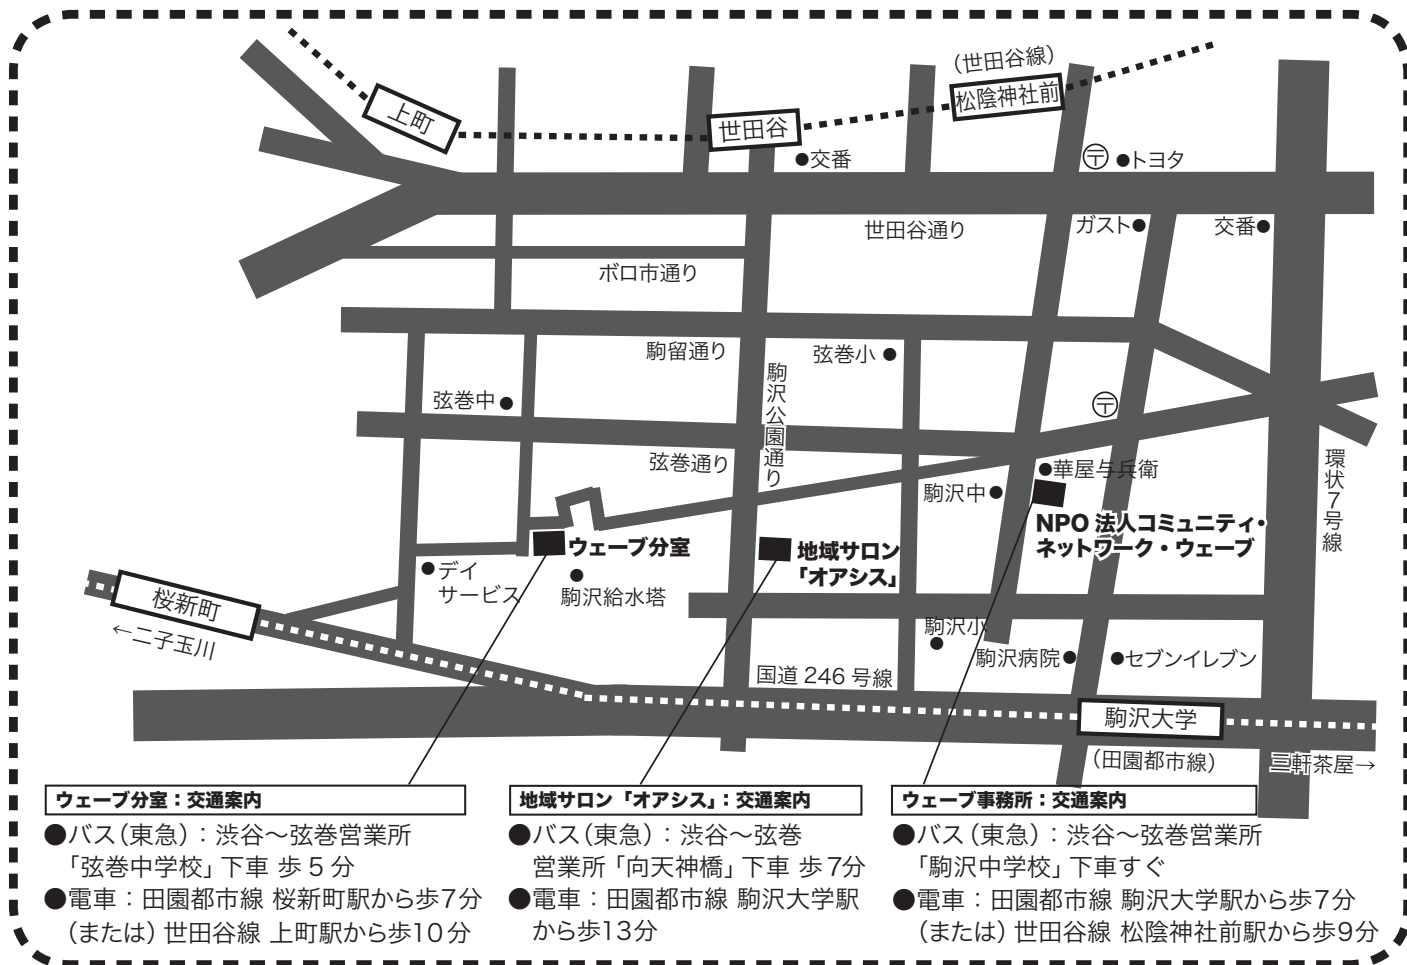 (世田谷線)
上町
世田谷
松陰神社前
●交番
〒
●トヨタ
世田谷通り
ガスト●
交番●
ボロ市通り
駒留通り
弦巻小 ●
駒沢公園通り
弦巻中 ●
〒
弦巻通り
環状7号線
●華屋与兵衛
駒沢中 ●
NPO 法人コミュニティ・
ネットワーク・ウェーブ
ウェーブ分室
地域サロン
「オアシス」
●デイ
サービス
駒沢給水塔
桜新町
←二子玉川
駒沢小
駒沢病院●
●セブンイレブン
国道 246 号線
駒沢大学
(田園都市線)
三軒茶屋→
ウェーブ分室：交通案内
●バス(東急)：渋谷～弦巻営業所
「弦巻中学校」下車 歩 5 分
●電車：田園都市線 桜新町駅から歩7分
(または) 世田谷線 上町駅から歩10分
地域サロン「オアシス」：交通案内
●バス(東急)：渋谷～弦巻
営業所「向天神橋」下車 歩 7分
●電車：田園都市線 駒沢大学駅
から歩13分
ウェーブ事務所：交通案内
●バス(東急)：渋谷～弦巻営業所
「駒沢中学校」下車すぐ
●電車：田園都市線 駒沢大学駅から歩7分
(または) 世田谷線 松陰神社前駅から歩9分